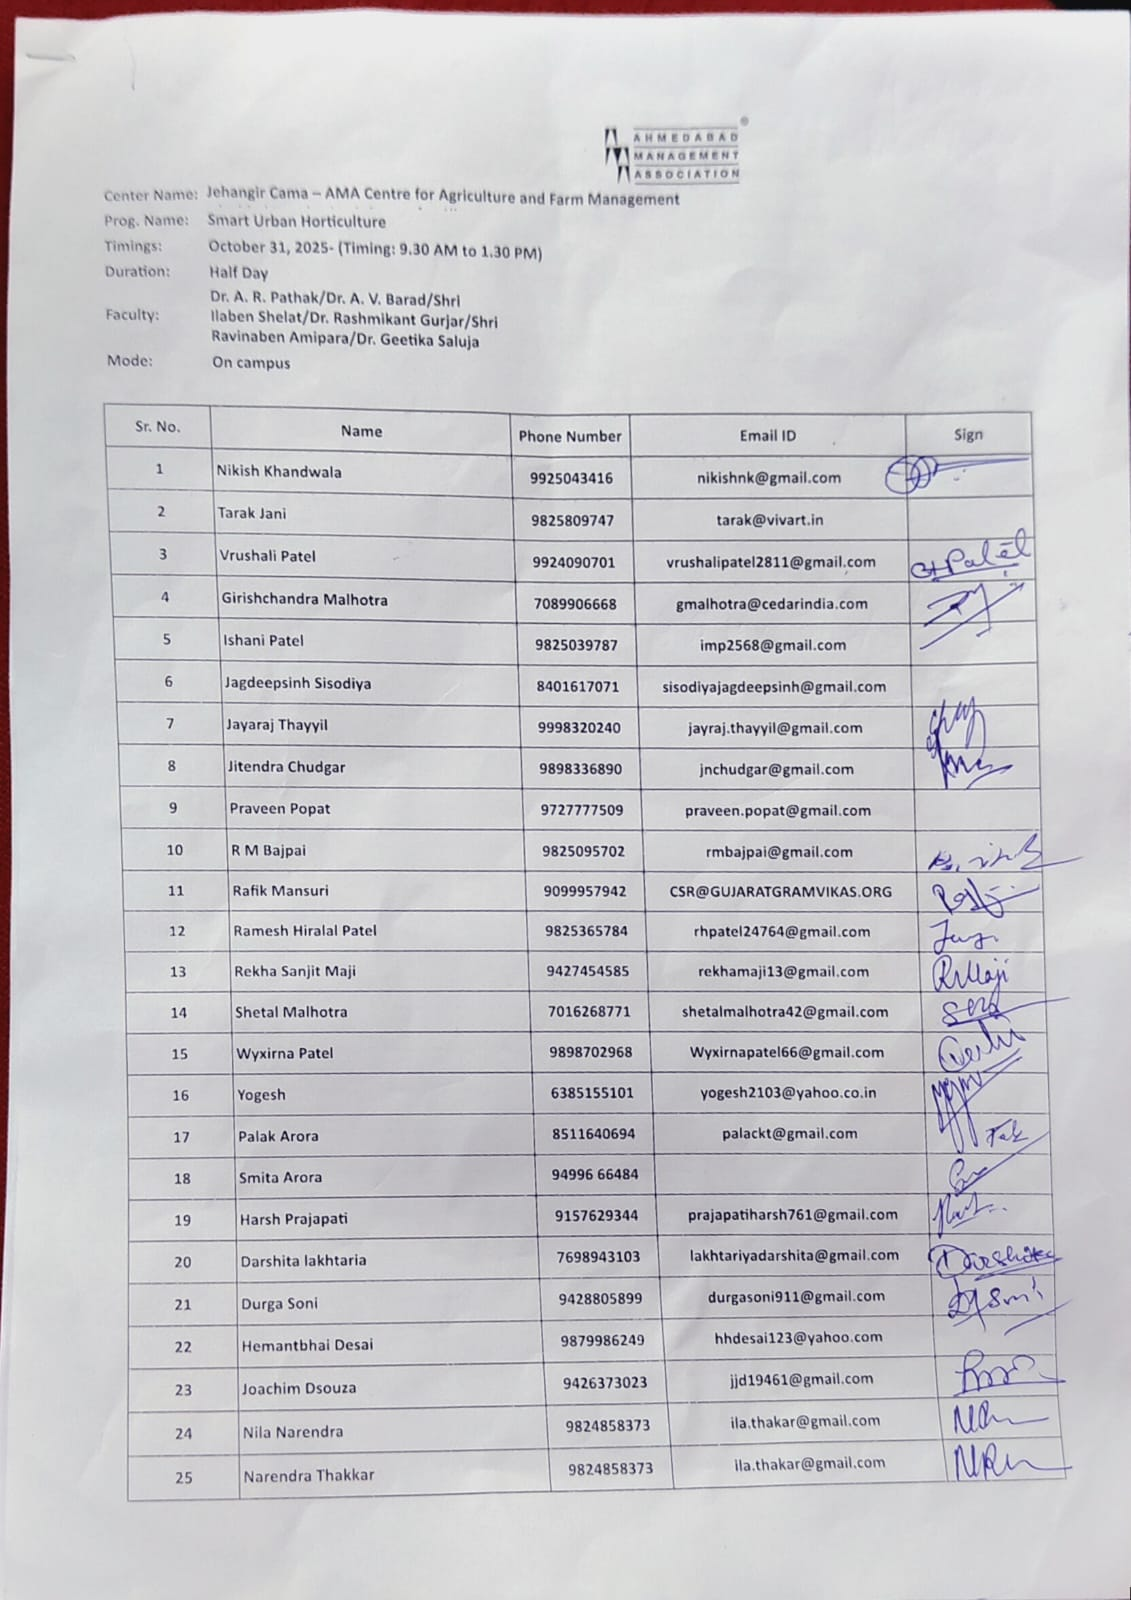 AHMEDABAD
MANAGEMENT
ASSOCIATION
Center Name: Jehangir Cama – AMA Centre for Agriculture and Farm Management
Prog. Name: Smart Urban Horticulture
Timings: October 31, 2025- (Timing: 9.30 AM to 1.30 PM)
Duration: Half Day
Dr. A. R. Pathak/Dr. A. V. Barad/Shri
Faculty: Ilaben Shelat/Dr. Rashmikant Gurjar/Shri
Ravinaben Amipara/Dr. Geetika Saluja
Mode: On campus
Sr. No. Name Phone Number Email ID Sign
1 Nikish Khandwala 9925043416 nikishnk@gmail.com
2 Tarak Jani 9825809747 tarak@vivart.in
3 Vrushali Patel 9924090701 vrushalipatel2811@gmail.com Patel
4 Girishchandra Malhotra 7089906668 gmalhotra@cedarindia.com
5 Ishani Patel 9825039787 imp2568@gmail.com
6 Jagdeepsinh Sisodiya 8401617071 sisodiyajagdeepsinh@gmail.com
7 Jayaraj Thayyil 9998320240 jayraj.thayyil@gmail.com
8 Jitendra Chudgar 9898336890 jnchudgar@gmail.com
9 Praveen Popat 9727777509 praveen.popat@gmail.com
10 R M Bajpai 9825095702 rmbajpai@gmail.com
11 Rafik Mansuri 9099957942 CSR@GUJARATGRAMVIKAS.ORG
12 Ramesh Hiralal Patel 9825365784 rhpatel24764@gmail.com
13 Rekha Sanjit Maji 9427454585 rekhamaji13@gmail.com RMaji
14 Shetal Malhotra 7016268771 shetalmalhotra42@gmail.com
15 Wyxirna Patel 9898702968 Wyxirnapatel66@gmail.com
16 Yogesh 6385155101 yogesh2103@yahoo.co.in
17 Palak Arora 8511640694 palackt@gmail.com
18 Smita Arora 94996 66484
19 Harsh Prajapati 9157629344 prajapatiharsh761@gmail.com
20 Darshita lakhtaria 7698943103 lakhtariyadarshita@gmail.com Darshita
21 Durga Soni 9428805899 durgasoni911@gmail.com
22 Hemantbhai Desai 9879986249 hhdesai123@yahoo.com
23 Joachim Dsouza 9426373023 jjd19461@gmail.com
24 Nila Narendra 9824858373 ila.thakar@gmail.com
25 Narendra Thakkar 9824858373 ila.thakar@gmail.com